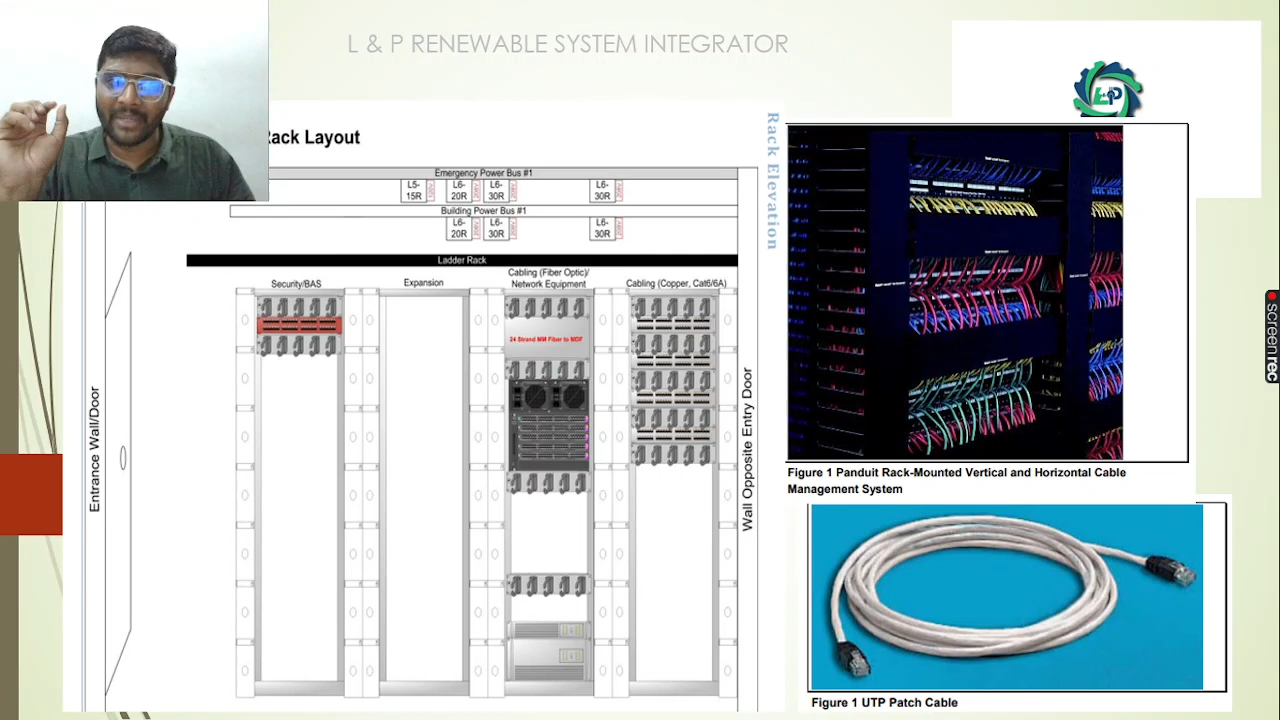 L & P RENEWABLE SYSTEM INTEGRATOR
LP
Rack Layout
Emergency Power Bus #1
L5-
15R
L6-
20R
L6-
30R
L6-
30R
Building Power Bus #1
L6-
20R
L6-
30R
L6-
30R
Ladder Rack
Security/BAS
Expansion
Cabling (Fiber Optic)/
Network Equipment
Cabling (Copper, Cat6/6A)
24 Strand MM Fiber to MDF
Entrance Wall/Door
Wall Opposite Entry Door
Rack Elevation
Figure 1 Panduit Rack-Mounted Vertical and Horizontal Cable
Management System
Figure 1 UTP Patch Cable
screenrec